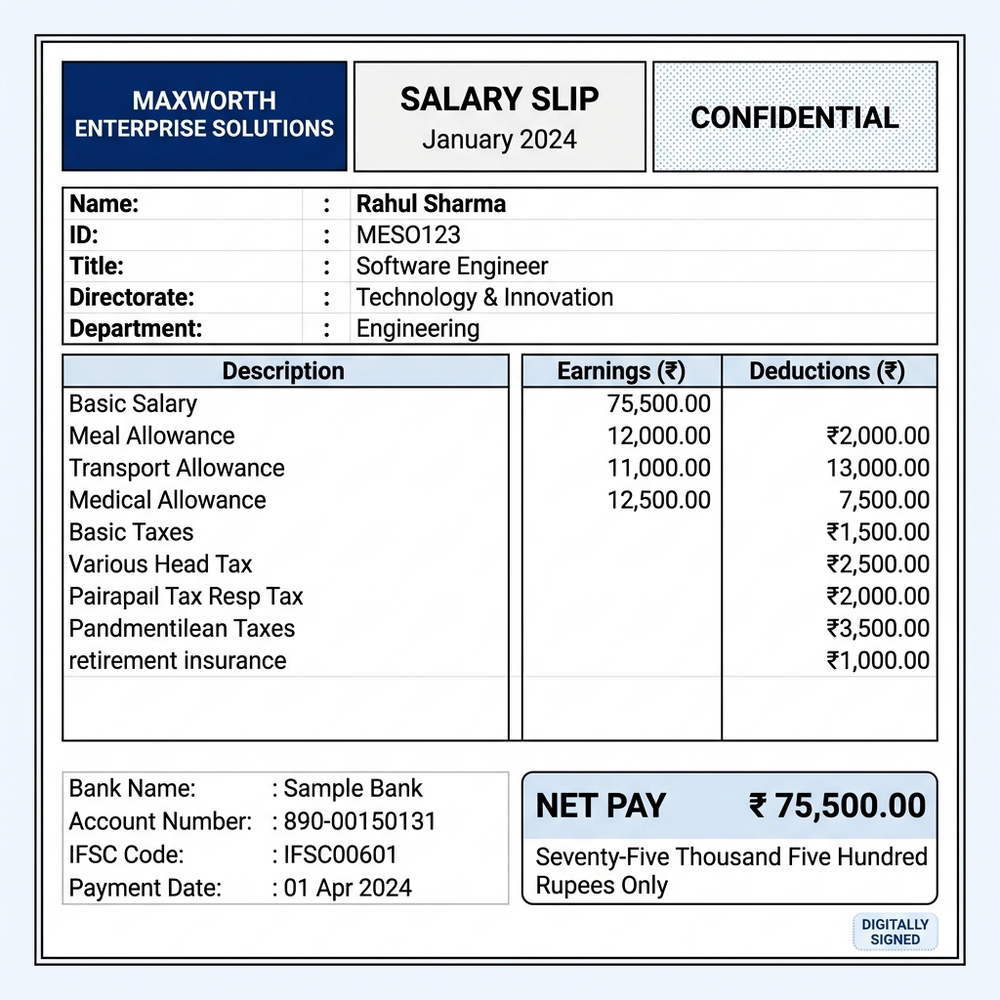 MAXWORTH
ENTERPRISE SOLUTIONS
SALARY SLIP
January 2024
CONFIDENTIAL
Name: : Rahul Sharma
ID: : MESO123
Title: : Software Engineer
Directorate: : Technology & Innovation
Department: : Engineering
Description Earnings (₹) Deductions (₹)
Basic Salary 75,500.00
Meal Allowance 12,000.00 ₹2,000.00
Transport Allowance 11,000.00 13,000.00
Medical Allowance 12,500.00 7,500.00
Basic Taxes ₹1,500.00
Various Head Tax ₹2,500.00
Pairapaıl Tax Resp Tax ₹2,000.00
Pandmentilean Taxes ₹3,500.00
retirement insurance ₹1,000.00
Bank Name: : Sample Bank
Account Number: : 890-00150131
IFSC Code: : IFSC00601
Payment Date: : 01 Apr 2024
NET PAY ₹ 75,500.00
Seventy-Five Thousand Five Hundred
Rupees Only
DIGITALLY
SIGNED